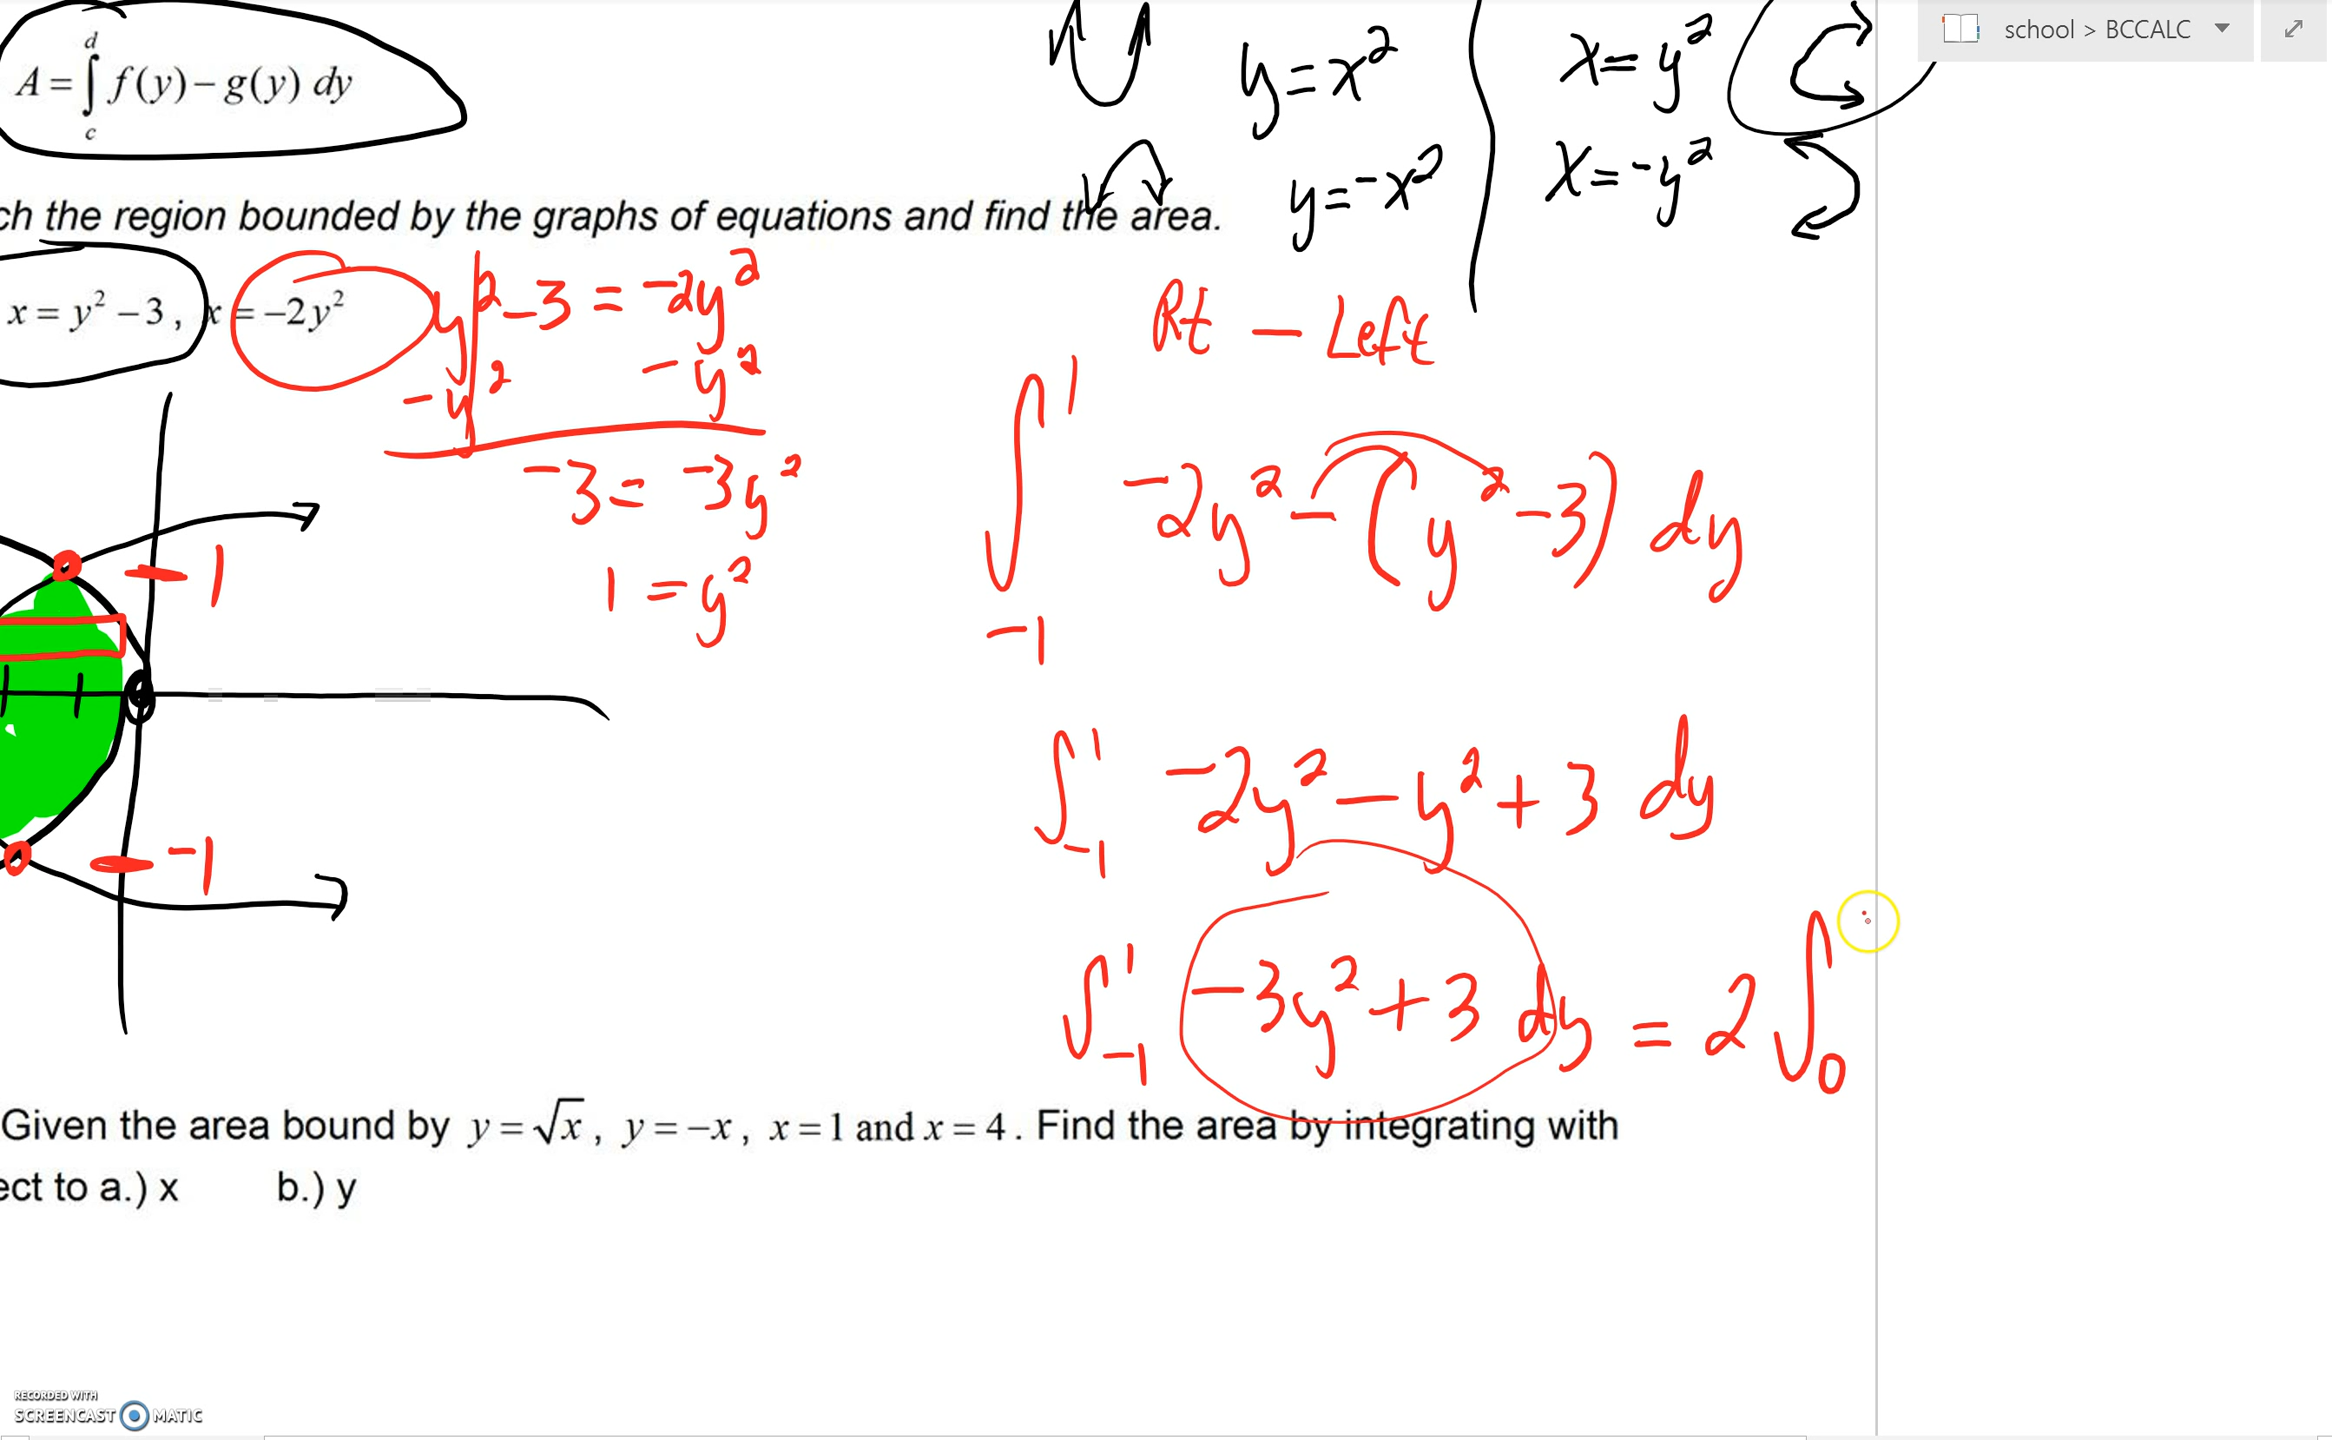 school > BCCALC
A = ∫ d c f(y) − g(y) dy
y = x² x = y²
y = -x² x = -y²
ch the region bounded by the graphs of equations and find the area.
x = y² − 3 , x = −2y²
y² - 3 = -2y²
-y² -y²
-3 = -3y²
1 = y²
1
-1
Rt - Left
∫ 1 -1 -2y² - (y² - 3) dy
∫ 1 -1 -2y² - y² + 3 dy
∫ 1 -1 -3y² + 3 dy = 2 ∫ 0
Given the area bound by y = √x , y = −x , x = 1 and x = 4 . Find the area by integrating with
ect to a.) x b.) y
RECORDED WITH
SCREENCAST MATIC